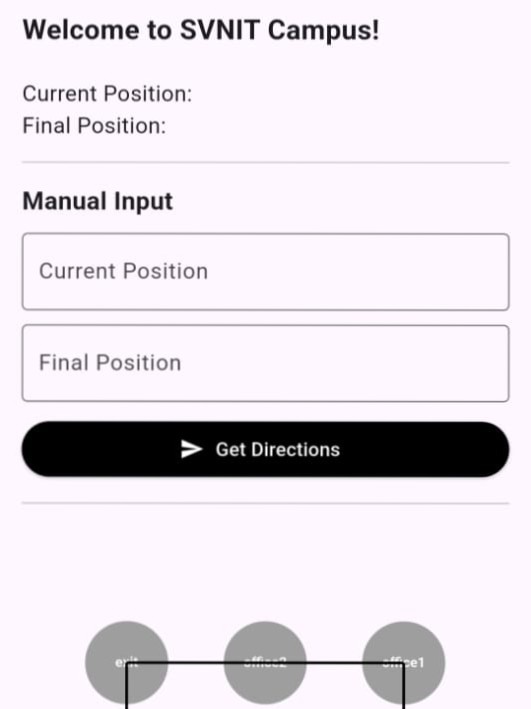 Welcome to SVNIT Campus!
Current Position:
Final Position:
Manual Input
Current Position
Final Position
Get Directions
exit
office2
office1